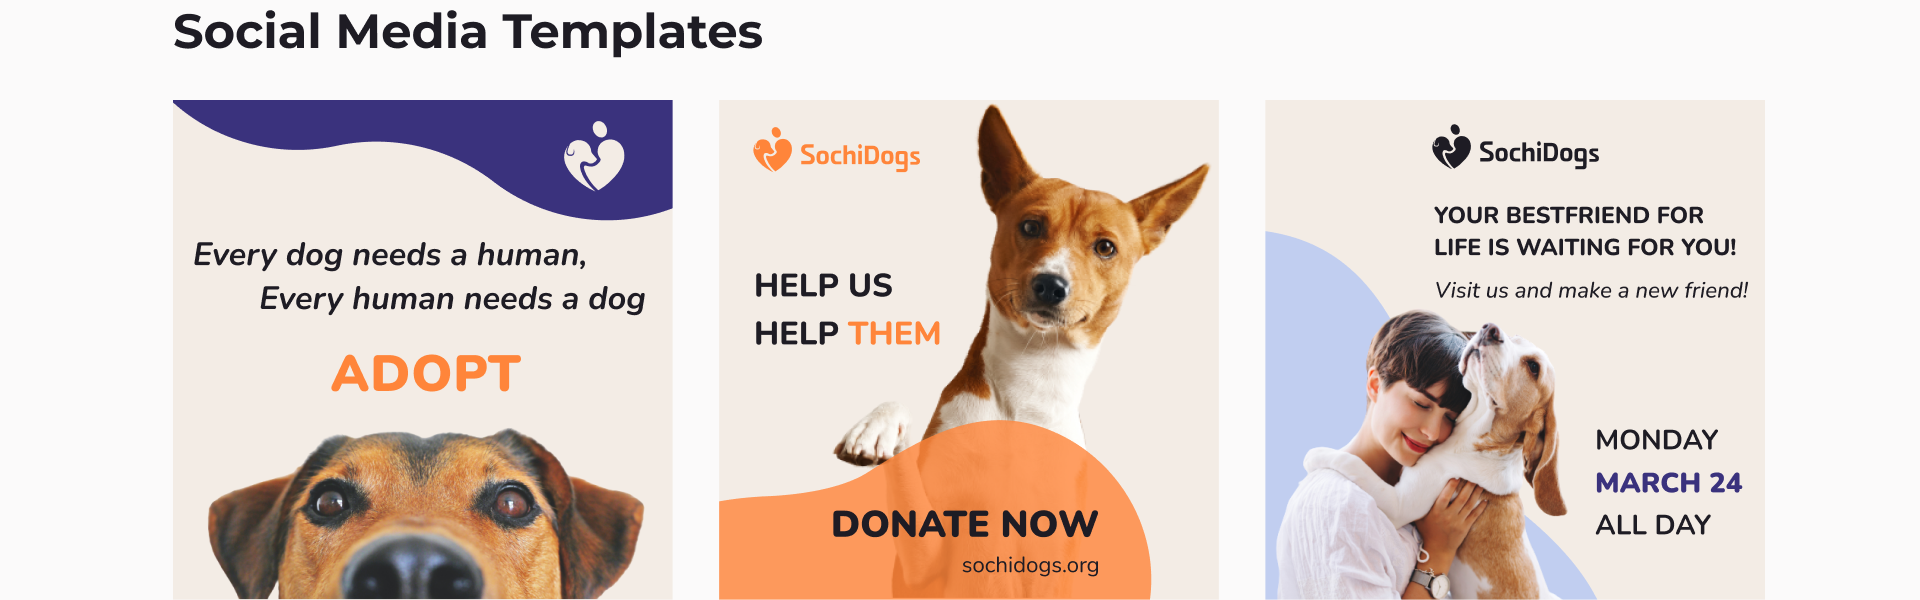 Social Media Templates
Every dog needs a human,
Every human needs a dog
ADOPT
SochiDogs
HELP US
HELP THEM
DONATE NOW
sochidogs.org
SochiDogs
YOUR BESTFRIEND FOR
LIFE IS WAITING FOR YOU!
Visit us and make a new friend!
MONDAY
MARCH 24
ALL DAY